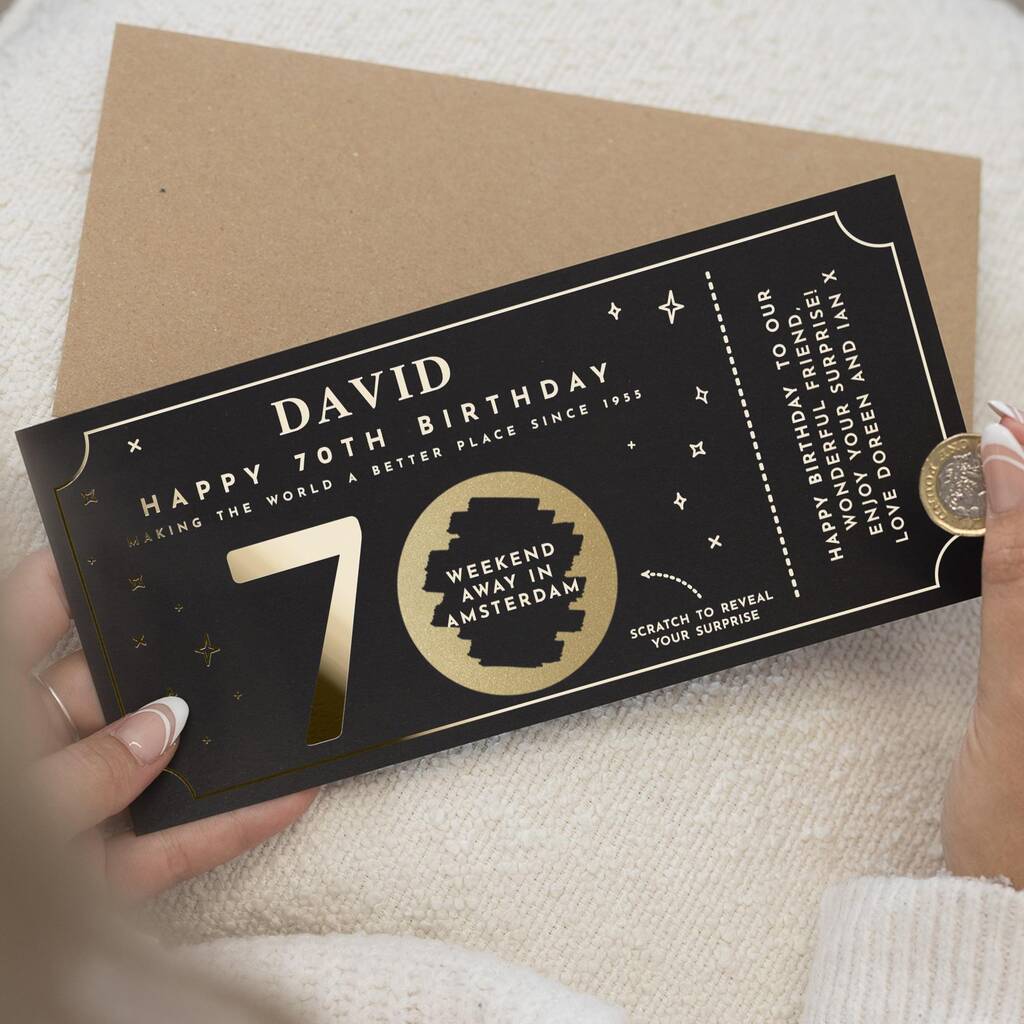 DAVID
HAPPY 70TH BIRTHDAY
MAKING THE WORLD A BETTER PLACE SINCE 1955
70
WEEKEND
AWAY IN
AMSTERDAM
SCRATCH TO REVEAL
YOUR SURPRISE
HAPPY BIRTHDAY TO OUR
WONDERFUL FRIEND,
ENJOY YOUR SURPRISE!
LOVE DOREEN AND IAN X